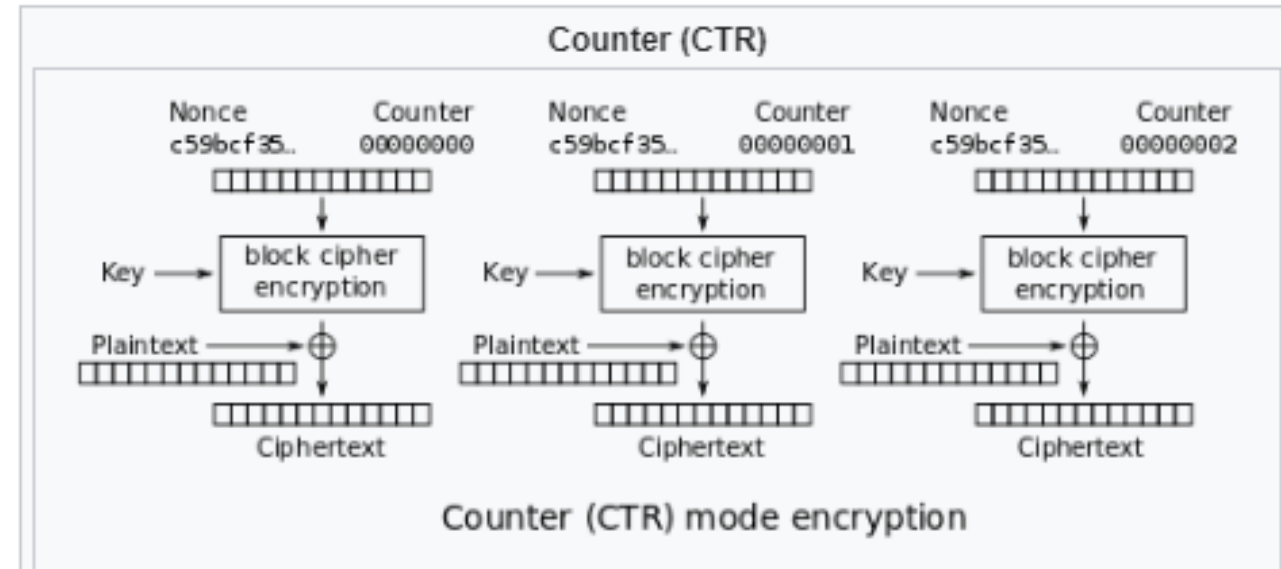 Counter (CTR)
Nonce Counter Nonce Counter Nonce Counter
c59bcf35… 00000000 c59bcf35… 00000001 c59bcf35… 00000002
block cipher block cipher block cipher
Key encryption Key encryption Key encryption
Plaintext Plaintext Plaintext
Ciphertext Ciphertext Ciphertext
Counter (CTR) mode encryption